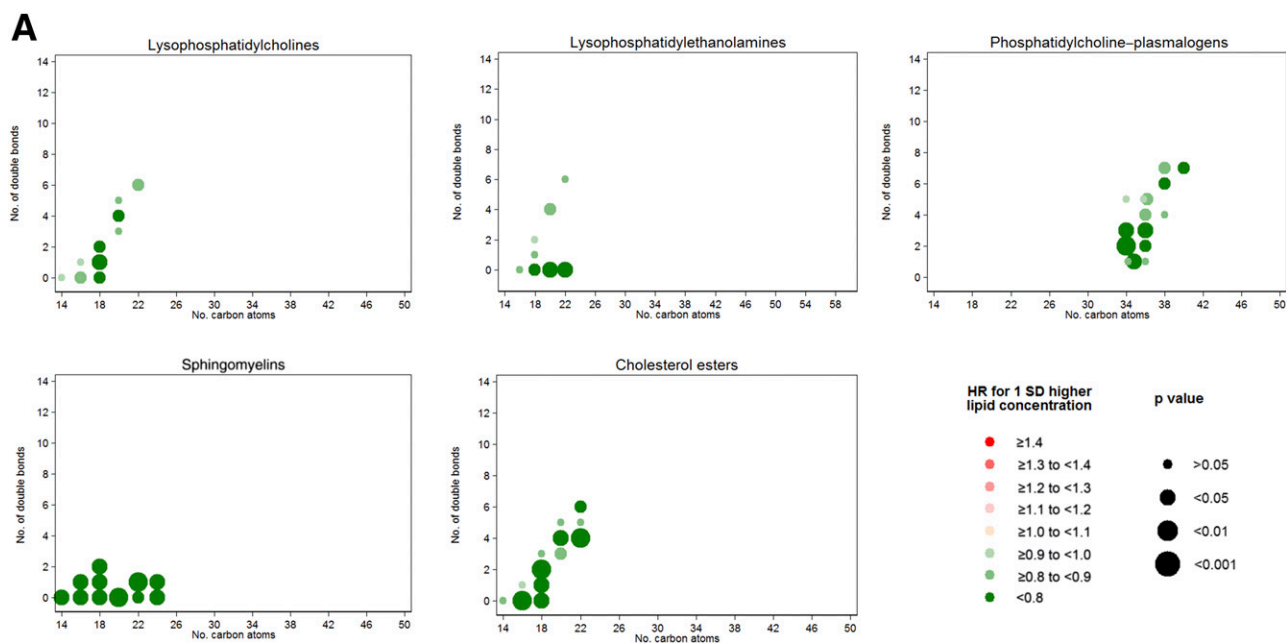 A
Lysophosphatidylcholines
14
12
10
8
6
4
2
0
No. of double bonds
14 18 22 26 30 34 38 42 46 50
No. carbon atoms
Lysophosphatidylethanolamines
14
12
10
8
6
4
2
0
No. of double bonds
14 18 22 26 30 34 38 42 46 50 54 58
No. carbon atoms
Phosphatidylcholine–plasmalogens
14
12
10
8
6
4
2
0
No. of double bonds
14 18 22 26 30 34 38 42 46 50
No. carbon atoms
Sphingomyelins
14
12
10
8
6
4
2
0
No. of double bonds
14 18 22 26 30 34 38 42 46 50
No. carbon atoms
Cholesterol esters
14
12
10
8
6
4
2
0
No. of double bonds
14 18 22 26 30 34 38 42 46 50
No. carbon atoms
HR for 1 SD higher
lipid concentration
≥1.4
≥1.3 to <1.4
≥1.2 to <1.3
≥1.1 to <1.2
≥1.0 to <1.1
≥0.9 to <1.0
≥0.8 to <0.9
<0.8
p value
>0.05
<0.05
<0.01
<0.001